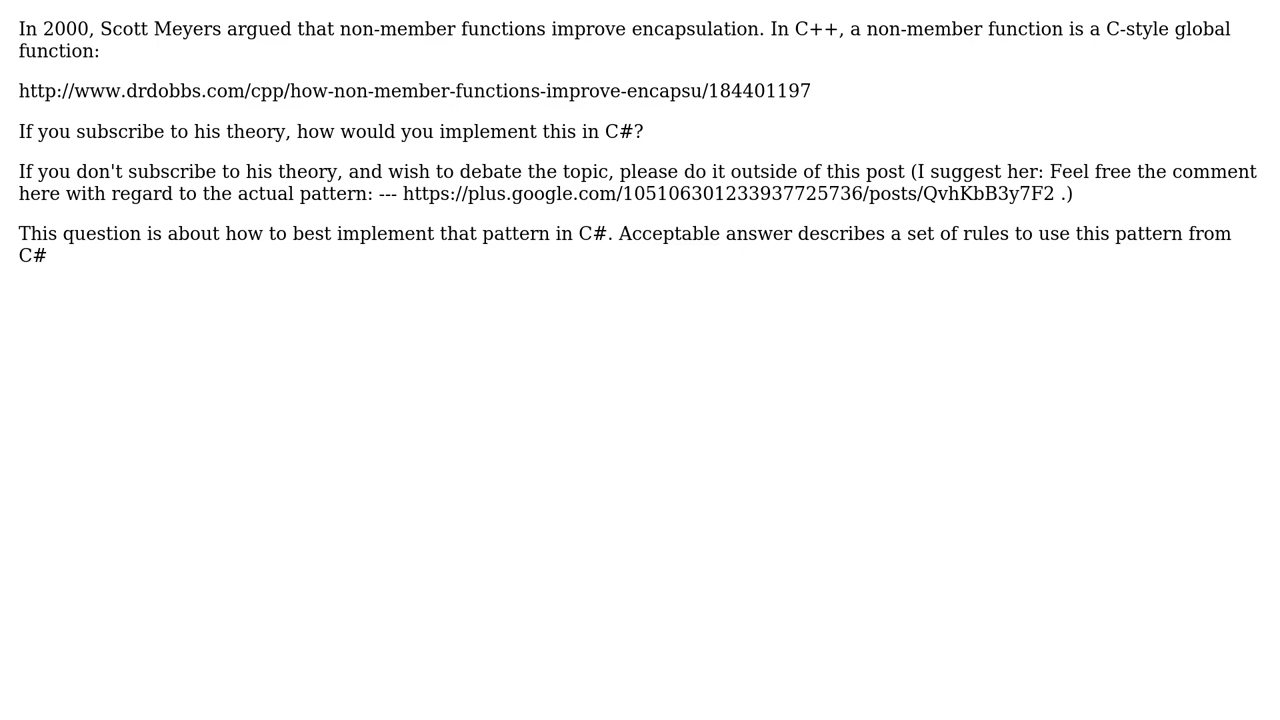 In 2000, Scott Meyers argued that non-member functions improve encapsulation. In C++, a non-member function is a C-style global
function:
http://www.drdobbs.com/cpp/how-non-member-functions-improve-encapsu/184401197
If you subscribe to his theory, how would you implement this in C#?
If you don't subscribe to his theory, and wish to debate the topic, please do it outside of this post (I suggest her: Feel free the comment
here with regard to the actual pattern: --- https://plus.google.com/105106301233937725736/posts/QvhKbB3y7F2 .)
This question is about how to best implement that pattern in C#. Acceptable answer describes a set of rules to use this pattern from
C#